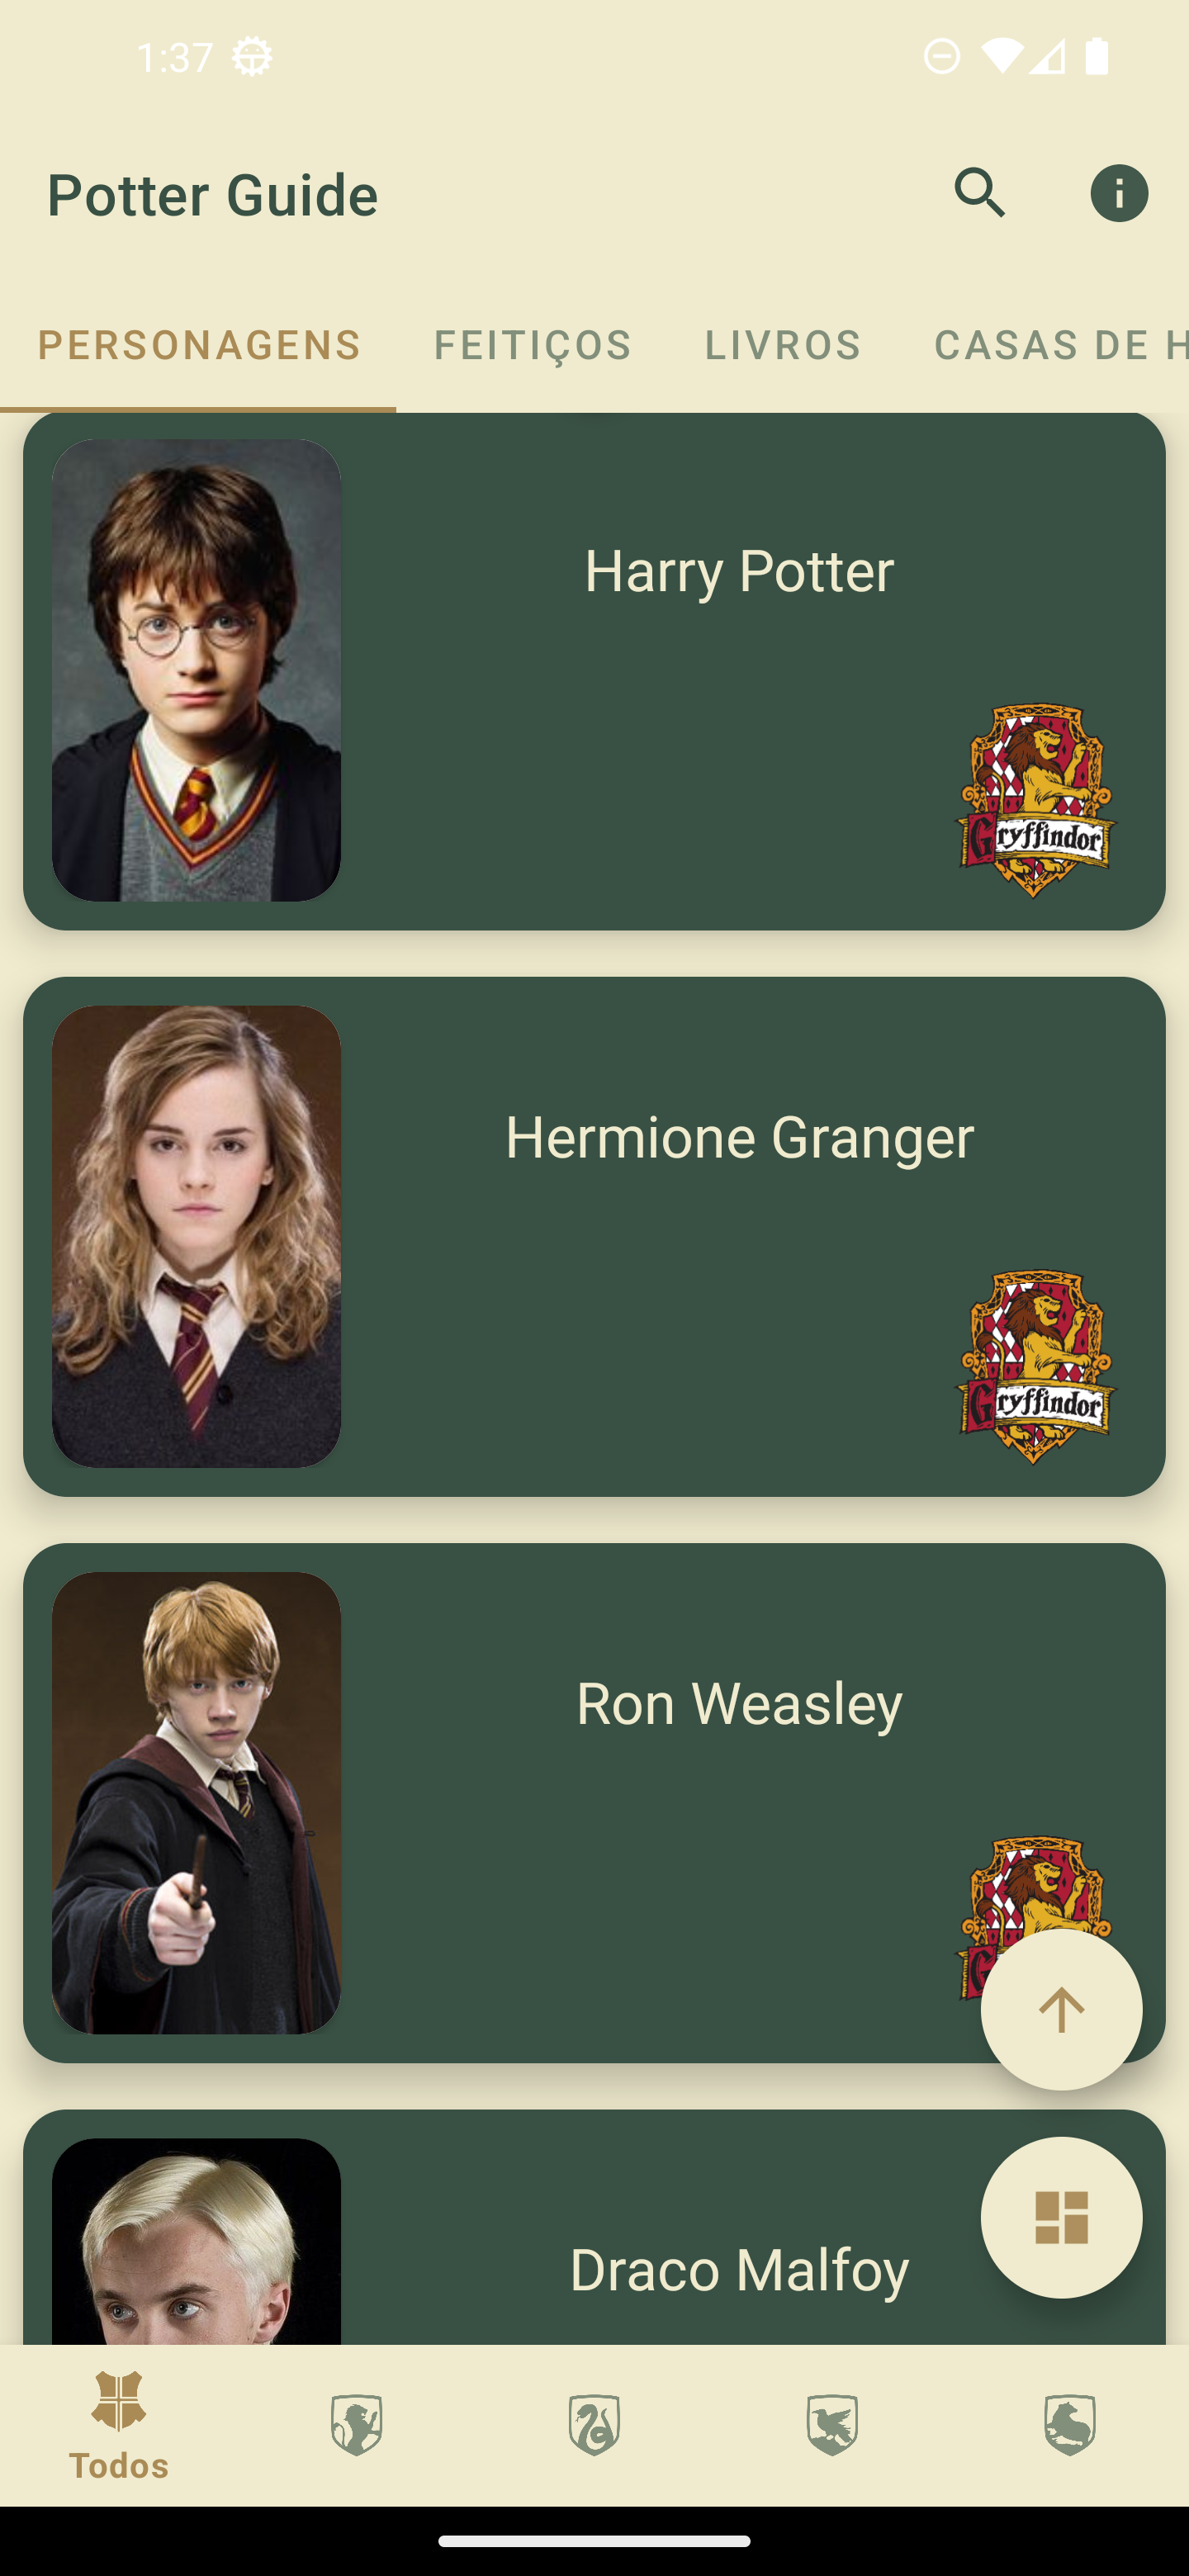 1:37
Potter Guide
PERSONAGENS FEITIÇOS LIVROS CASAS DE H
Harry Potter
Gryffindor
Hermione Granger
Gryffindor
Ron Weasley
G
Draco Malfoy
Todos